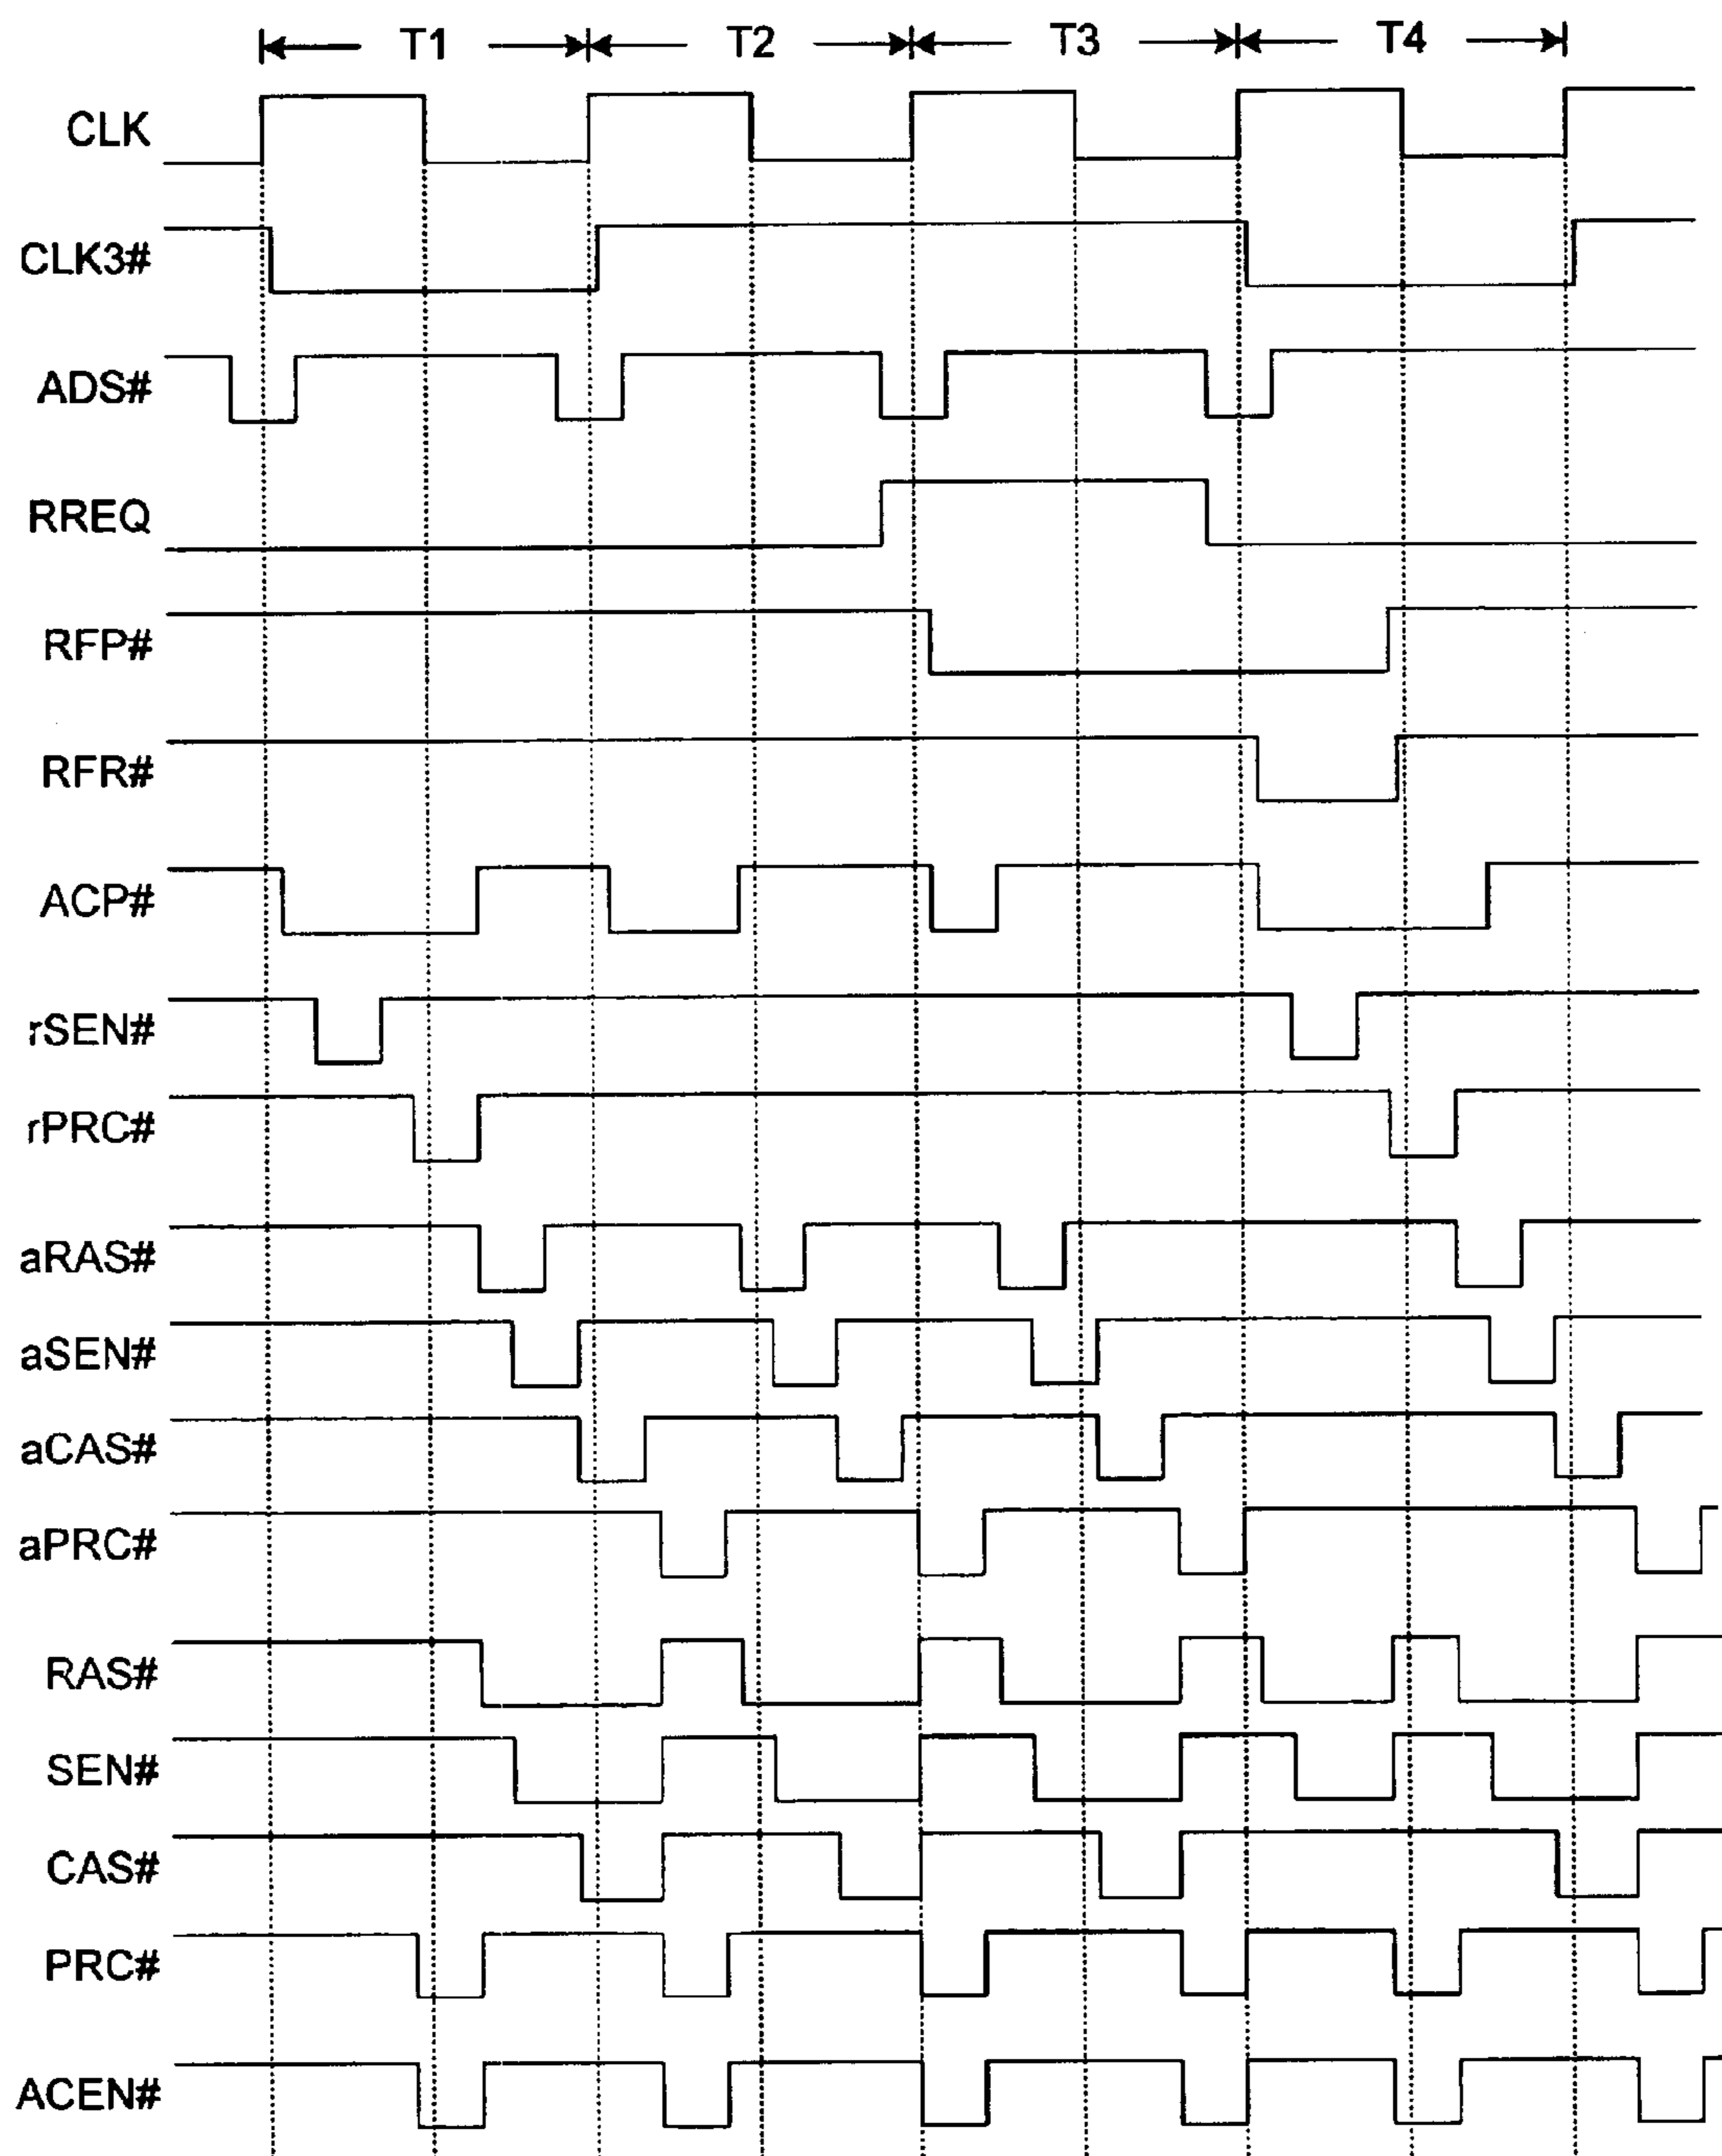 T1 T2 T3 T4
CLK
CLK3#
ADS#
RREQ
RFP#
RFR#
ACP#
rSEN#
rPRC#
aRAS#
aSEN#
aCAS#
aPRC#
RAS#
SEN#
CAS#
PRC#
ACEN#